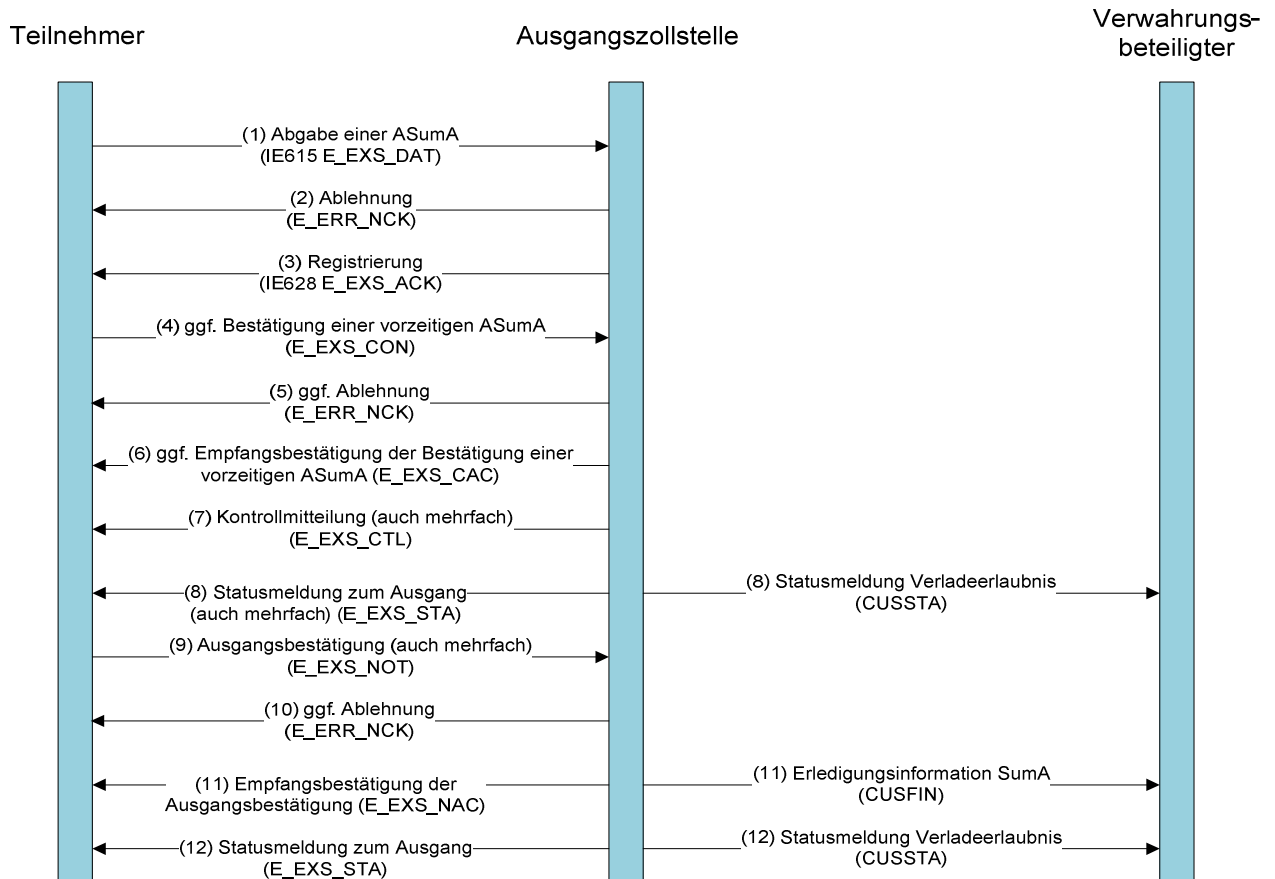 Teilnehmer
Ausgangszollstelle
Verwahrungs-
beteiligter
(1) Abgabe einer ASumA
(IE615 E_EXS_DAT)
(2) Ablehnung
(E_ERR_NCK)
(3) Registrierung
(IE628 E_EXS_ACK)
(4) ggf. Bestätigung einer vorzeitigen ASumA
(E_EXS_CON)
(5) ggf. Ablehnung
(E_ERR_NCK)
(6) ggf. Empfangsbestätigung der Bestätigung einer
vorzeitigen ASumA (E_EXS_CAC)
(7) Kontrollmitteilung (auch mehrfach)
(E_EXS_CTL)
(8) Statusmeldung zum Ausgang
(auch mehrfach) (E_EXS_STA)
(8) Statusmeldung Verladeerlaubnis
(CUSSTA)
(9) Ausgangsbestätigung (auch mehrfach)
(E_EXS_NOT)
(10) ggf. Ablehnung
(E_ERR_NCK)
(11) Empfangsbestätigung der
Ausgangsbestätigung (E_EXS_NAC)
(11) Erledigungsinformation SumA
(CUSFIN)
(12) Statusmeldung zum Ausgang
(E_EXS_STA)
(12) Statusmeldung Verladeerlaubnis
(CUSSTA)